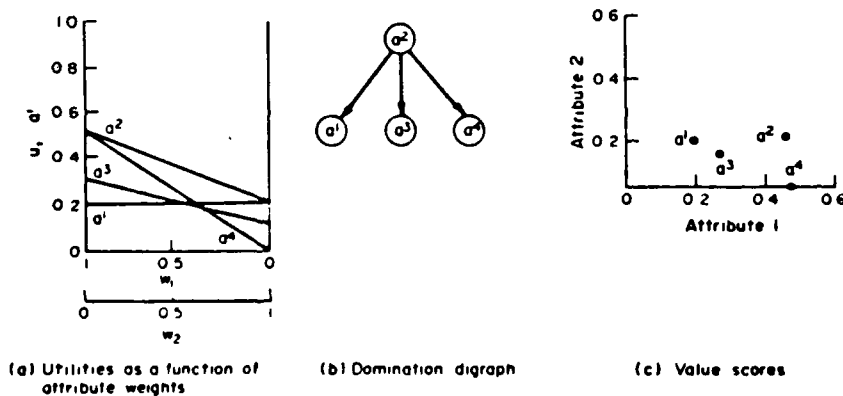 u₁ a¹
1.0
0.8
0.6
0.4
0.2
0
a²
a³
a¹
a⁴
1 0 5 0
w₁
0 0 5 1
w₂
(a) Utilities as a function of
attribute weights
a²
a¹ a³ a⁴
(b) Domination digraph
Attribute 2
0 6
0 4
0 2
a¹ a²
a³ a⁴
0 0 2 0 4 0 6
Attribute 1
(c) Value scores